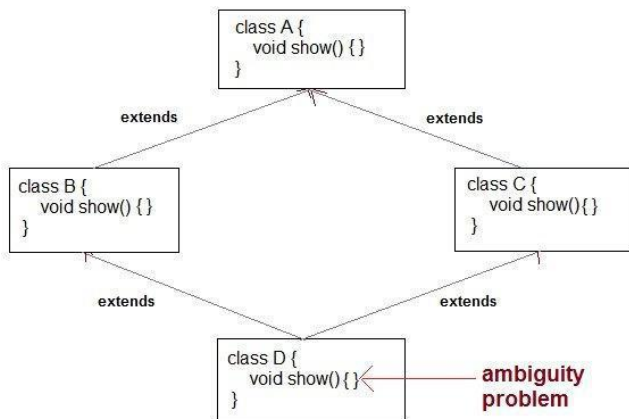 class A {
void show() { }
}
extends
extends
class B {
void show() { }
}
class C {
void show(){ }
}
extends
extends
class D {
void show(){ }
}
ambiguity
problem